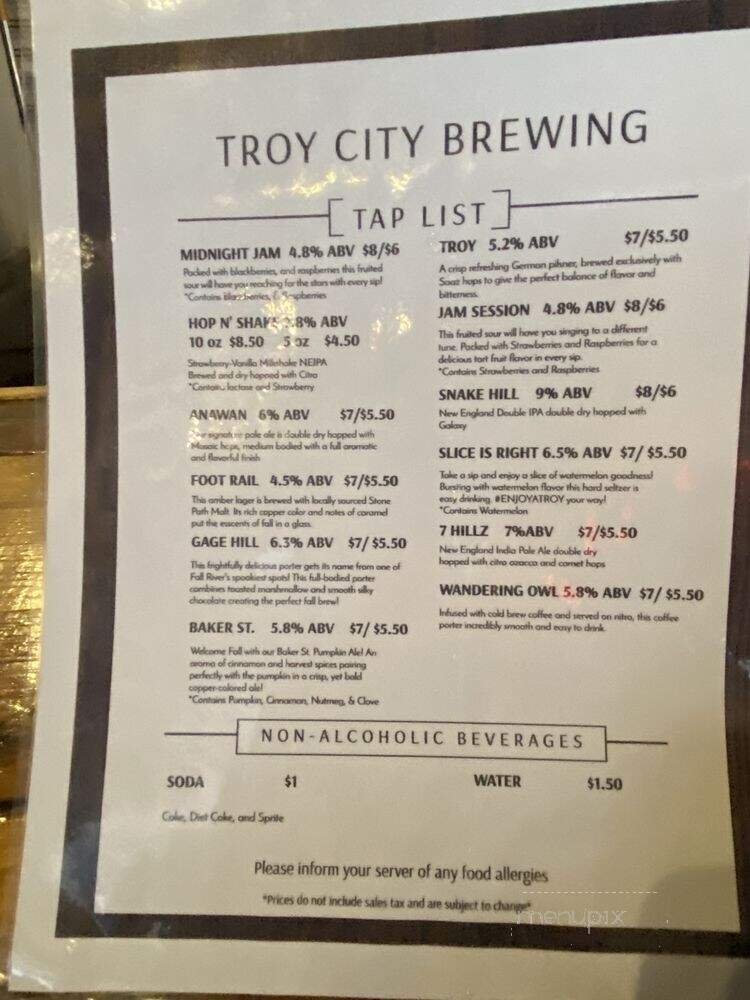 TROY CITY BREWING
TAP LIST
MIDNIGHT JAM 4.8% ABV $8/$6
Packed with blackberries, and raspberries this fruited
sour will have you reaching for the stars with every sip!
*Contains blackberries, & Raspberries
HOP N' SHAKE .8% ABV
10 oz $8.50 5 oz $4.50
Strawberry-Vanilla Milkshake NEIPA
Brewed and dry hopped with Citra
*Contains lactose and Strawberry
ANAWAN 6% ABV $7/$5.50
Our signature pale ale is double dry hopped with
Mosaic hops, medium bodied with a full aromatic
and flavorful finish
FOOT RAIL 4.5% ABV $7/$5.50
This amber lager is brewed with locally sourced Stone
Path Malt. Its rich copper color and notes of caramel
put the esscents of fall in a glass.
GAGE HILL 6.3% ABV $7/ $5.50
This frightfully delicious porter gets its name from one of
Fall River's spookiest spots! This full-bodied porter
combines toasted marshmallow and smooth silky
chocolate creating the perfect fall brew!
BAKER ST. 5.8% ABV $7/ $5.50
Welcome Fall with our Baker St. Pumpkin Ale! An
aroma of cinnamon and harvest spices pairing
perfectly with the pumpkin in a crisp, yet bold
copper-colored ale!
*Contains Pumpkin, Cinnamon, Nutmeg, & Clove
TROY 5.2% ABV $7/$5.50
A crisp refreshing German pilsner, brewed exclusively with
Saaz hops to give the perfect balance of flavor and
bitterness.
JAM SESSION 4.8% ABV $8/$6
This fruited sour will have you singing to a different
tune. Packed with Strawberries and Raspberries for a
delicious tart fruit flavor in every sip.
*Contains Strawberries and Raspberries
SNAKE HILL 9% ABV $8/$6
New England Double IPA double dry hopped with
Galaxy
SLICE IS RIGHT 6.5% ABV $7/ $5.50
Take a sip and enjoy a slice of watermelon goodness!
Bursting with watermelon flavor this hard seltzer is
easy drinking. #ENJOYATROY your way!
*Contains Watermelon
7 HILLZ 7%ABV $7/$5.50
New England India Pale Ale double dry
hopped with citra azacca and comet hops
WANDERING OWL 5.8% ABV $7/ $5.50
Infused with cold brew coffee and served on nitro, this coffee
porter incredibly smooth and easy to drink.
NON-ALCOHOLIC BEVERAGES
SODA $1
WATER $1.50
Coke, Diet Coke, and Sprite
Please inform your server of any food allergies
*Prices do not include sales tax and are subject to change*
menupix